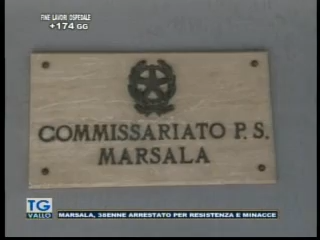 FINE LAVORI OSPEDALE
+174 GG
COMMISSARIATO P. S.
MARSALA
TG
VALLO
MARSALA, 38ENNE ARRESTATO PER RESISTENZA E MINACCE